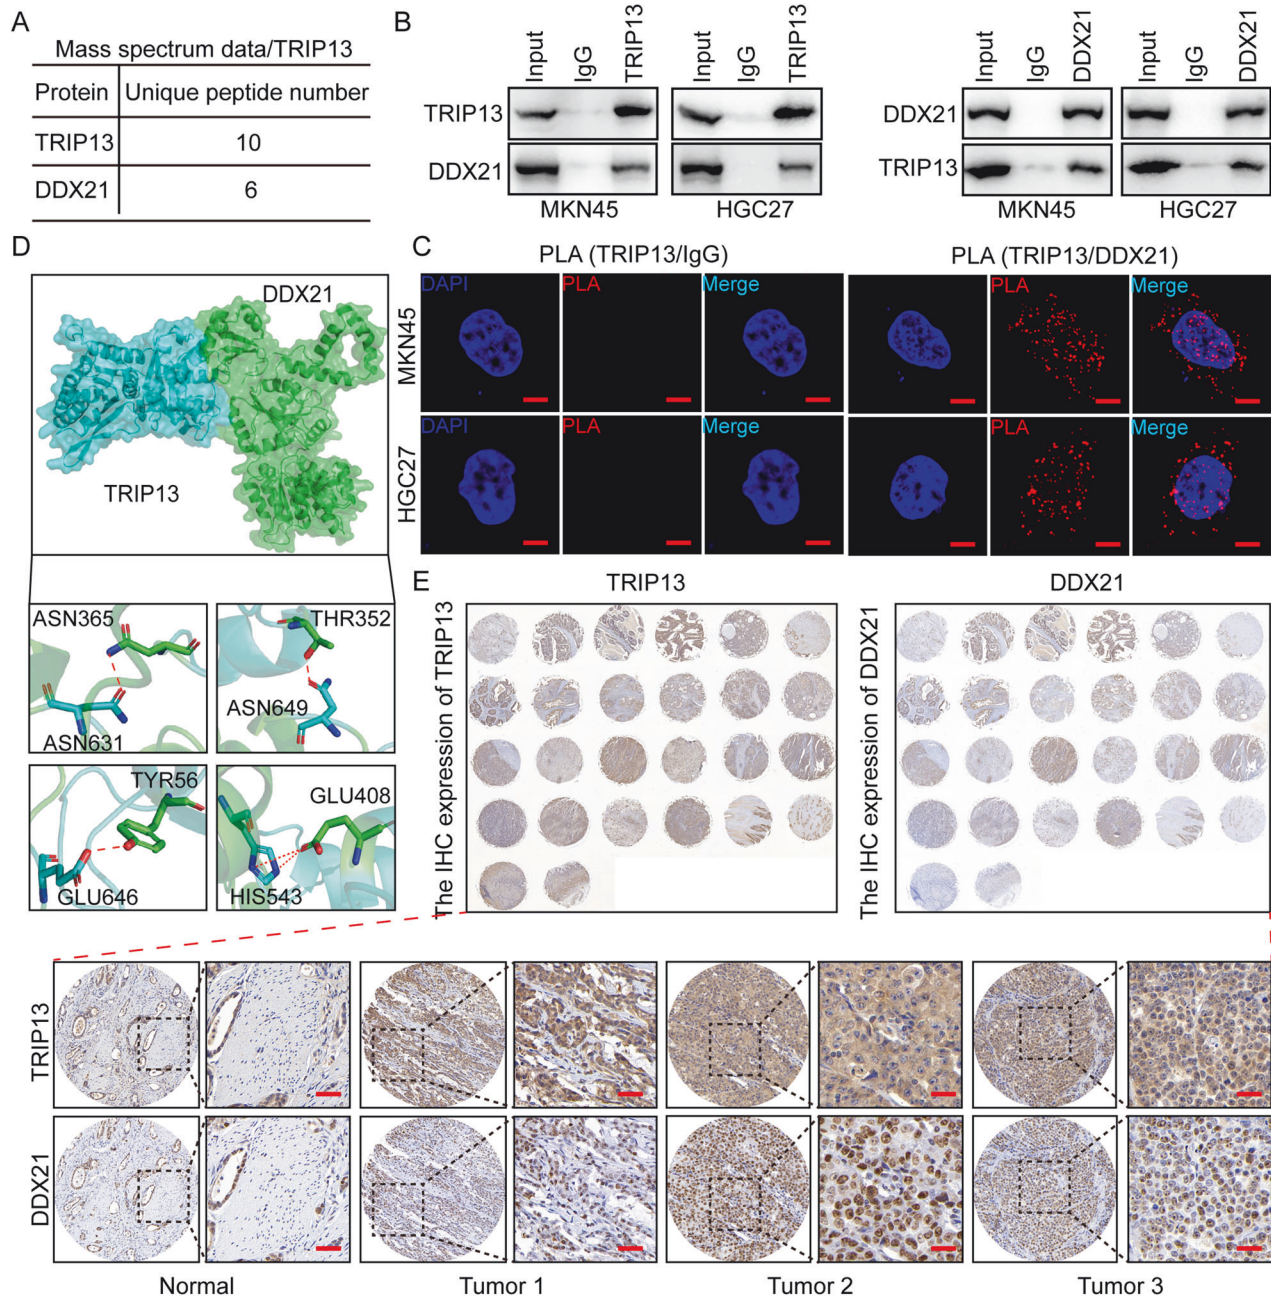 A
Mass spectrum data/TRIP13
Protein Unique peptide number
TRIP13 10
DDX21 6
B
Input IgG TRIP13 Input IgG TRIP13
TRIP13
DDX21
MKN45 HGC27
Input IgG DDX21 Input IgG DDX21
DDX21
TRIP13
MKN45 HGC27
D
DDX21
TRIP13
ASN365
ASN631
THR352
ASN649
TYR56
GLU646
GLU408
HIS543
C
PLA (TRIP13/IgG) PLA (TRIP13/DDX21)
MKN45
DAPI PLA Merge PLA Merge
HGC27
DAPI PLA Merge PLA Merge
E
TRIP13 DDX21
The IHC expression of TRIP13
The IHC expression of DDX21
TRIP13
DDX21
Normal Tumor 1 Tumor 2 Tumor 3